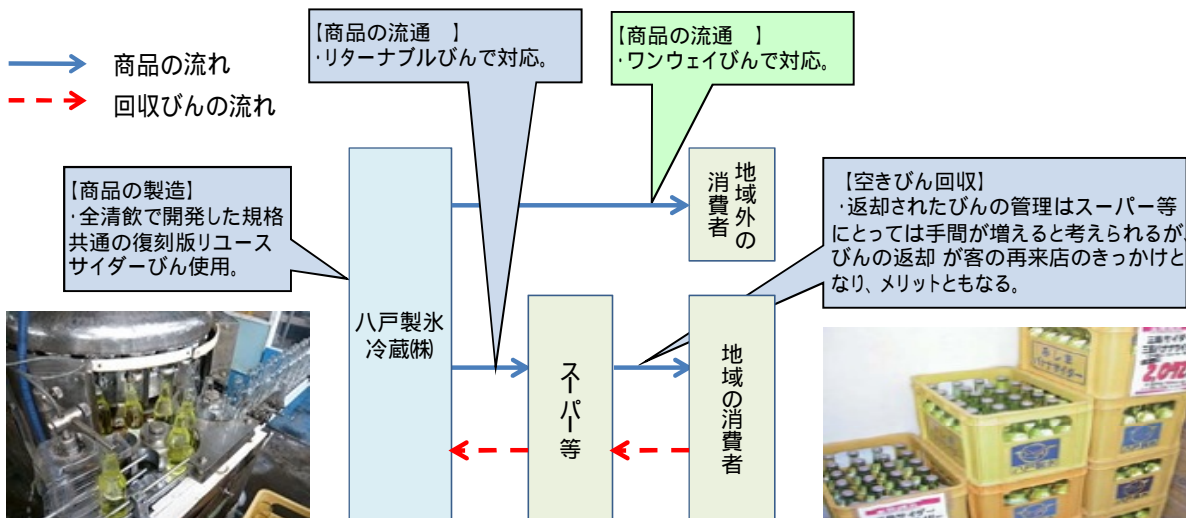 商品の流れ
回収びんの流れ
【商品の流通　】
・リターナブルびんで対応。
【商品の流通　】
・ワンウェイびんで対応。
【商品の製造】
・全清飲で開発した規格
共通の復刻版リユース
サイダーびん使用。
八戸製氷
冷蔵㈱
スーパー等
地域外の
消費者
地域の消費者
【空きびん回収】
・返却されたびんの管理はスーパー等
にとっては手間が増えると考えられるが、
びんの返却 が客の再来店のきっかけと
なり、メリットともなる。